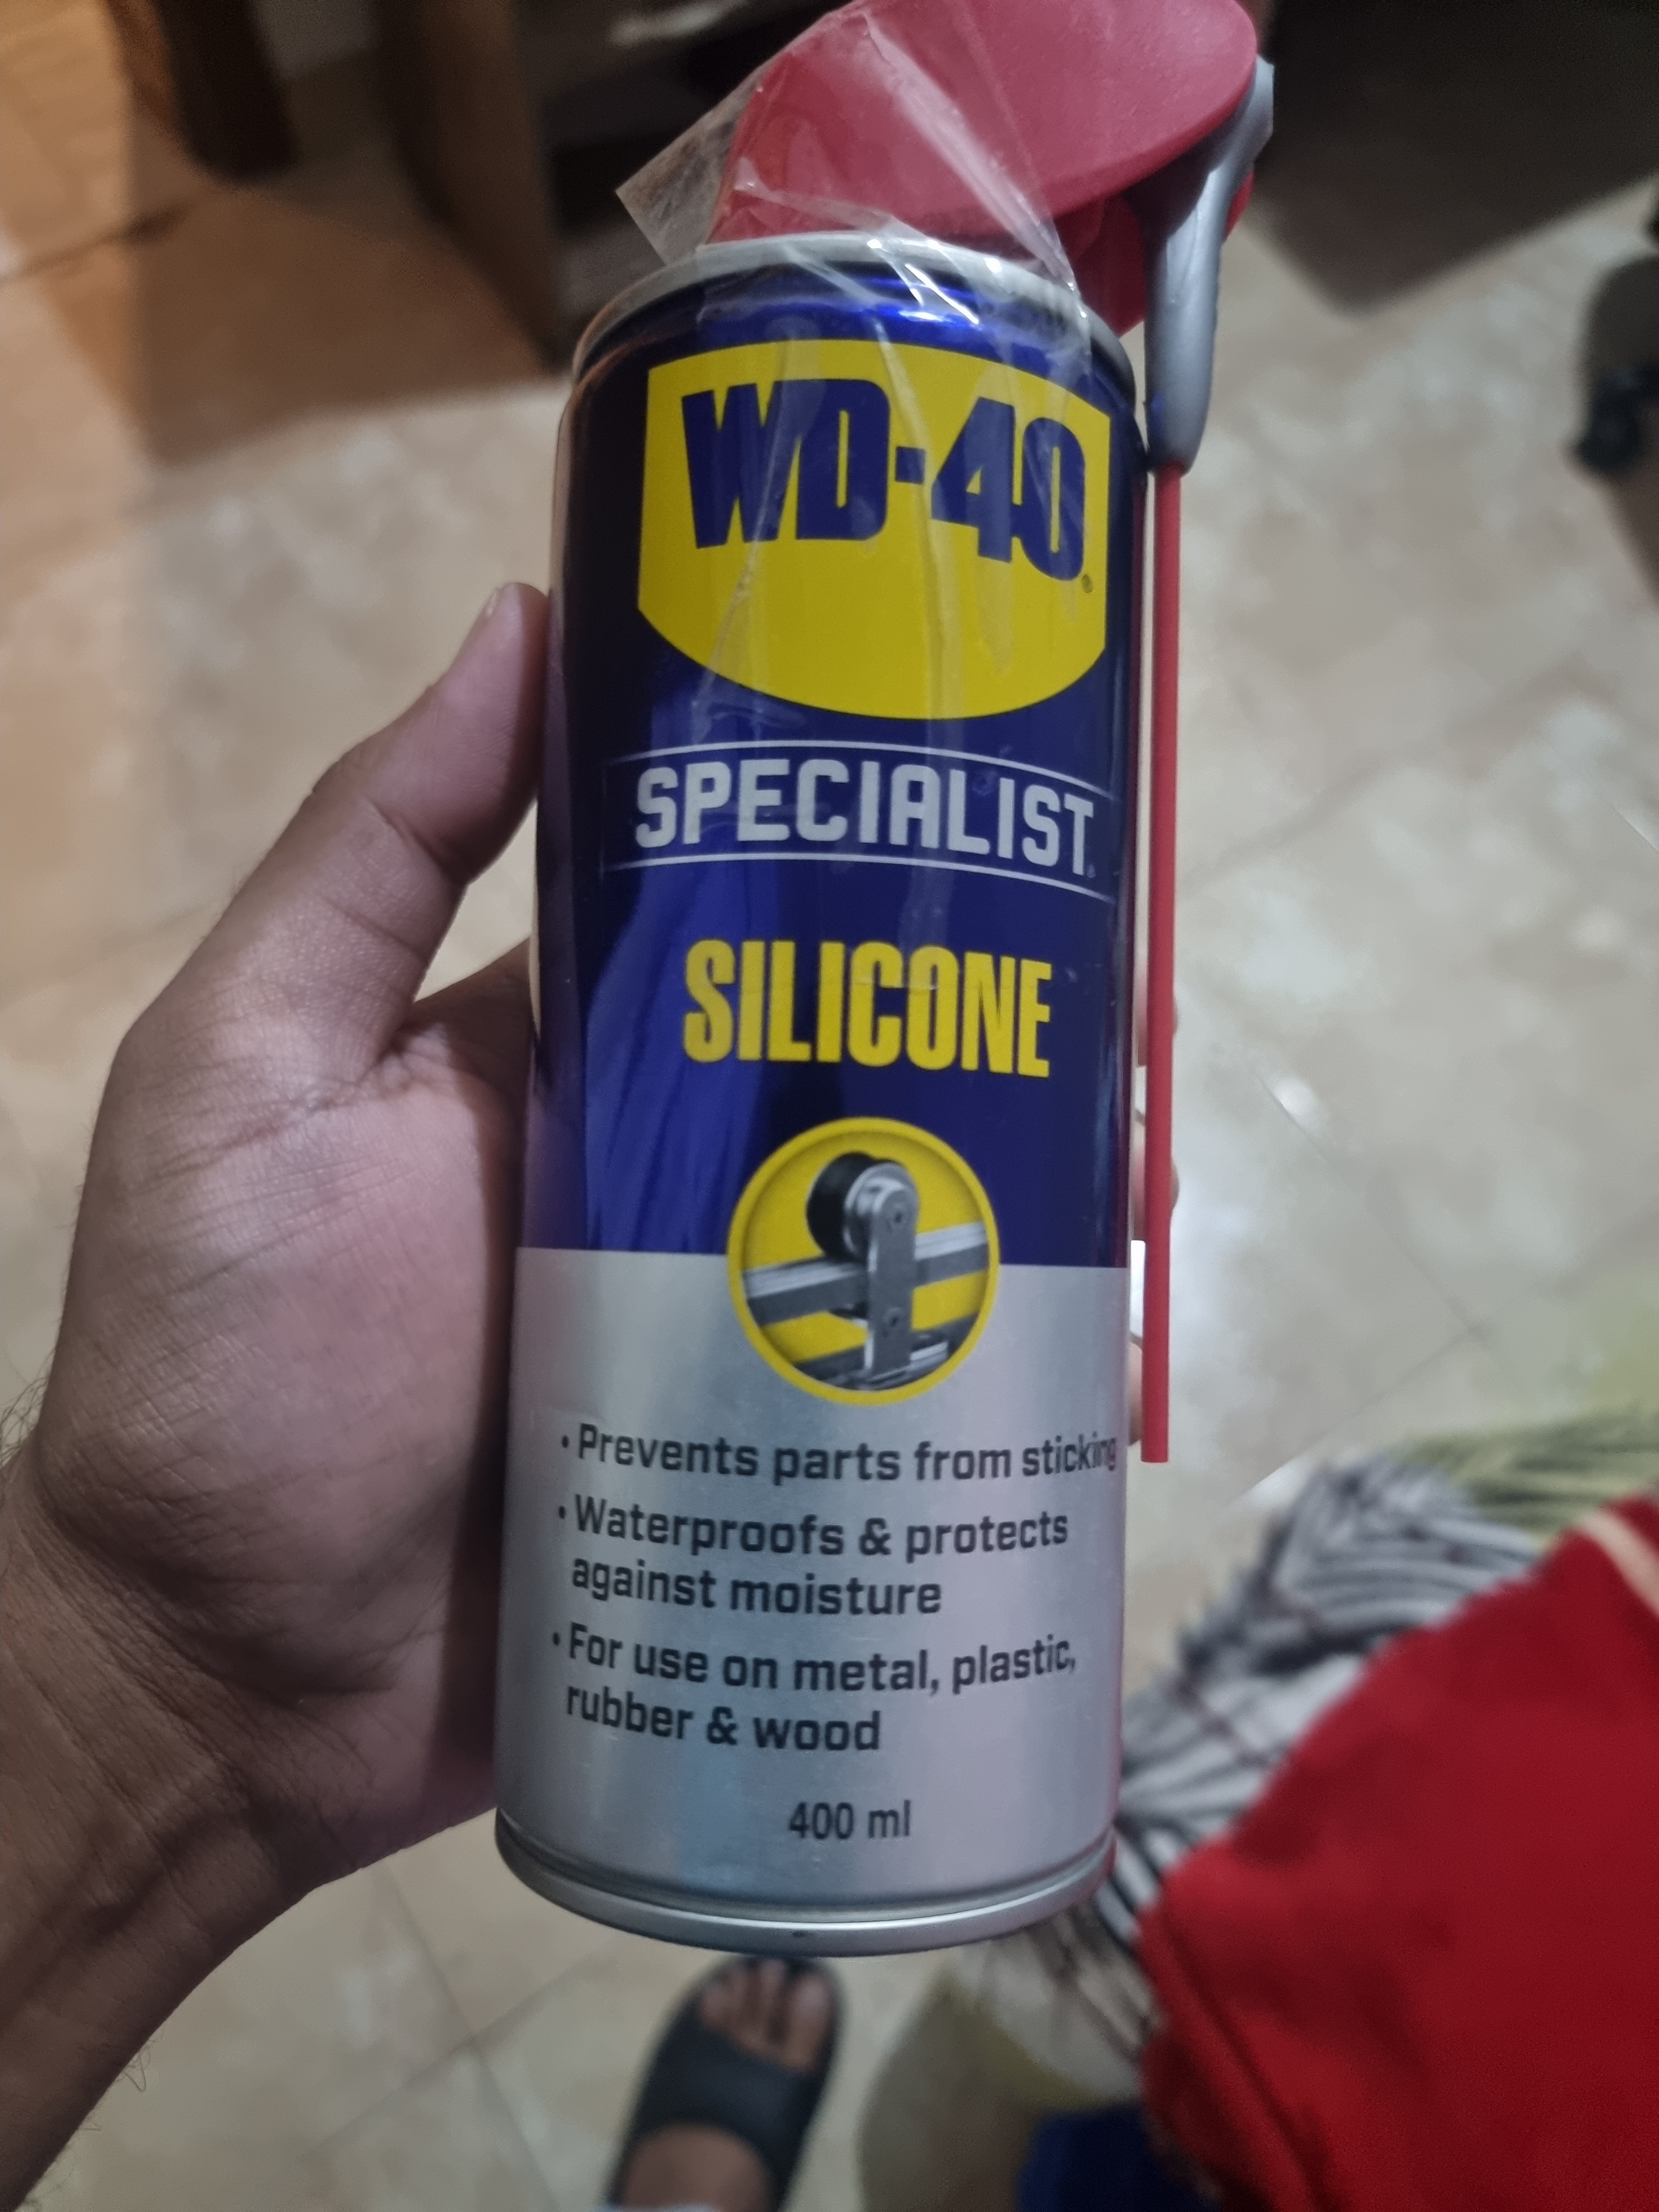 WD-40®
SPECIALIST
SILICONE
• Prevents parts from sticking
• Waterproofs & protects
against moisture
• For use on metal, plastic,
rubber & wood
400 ml